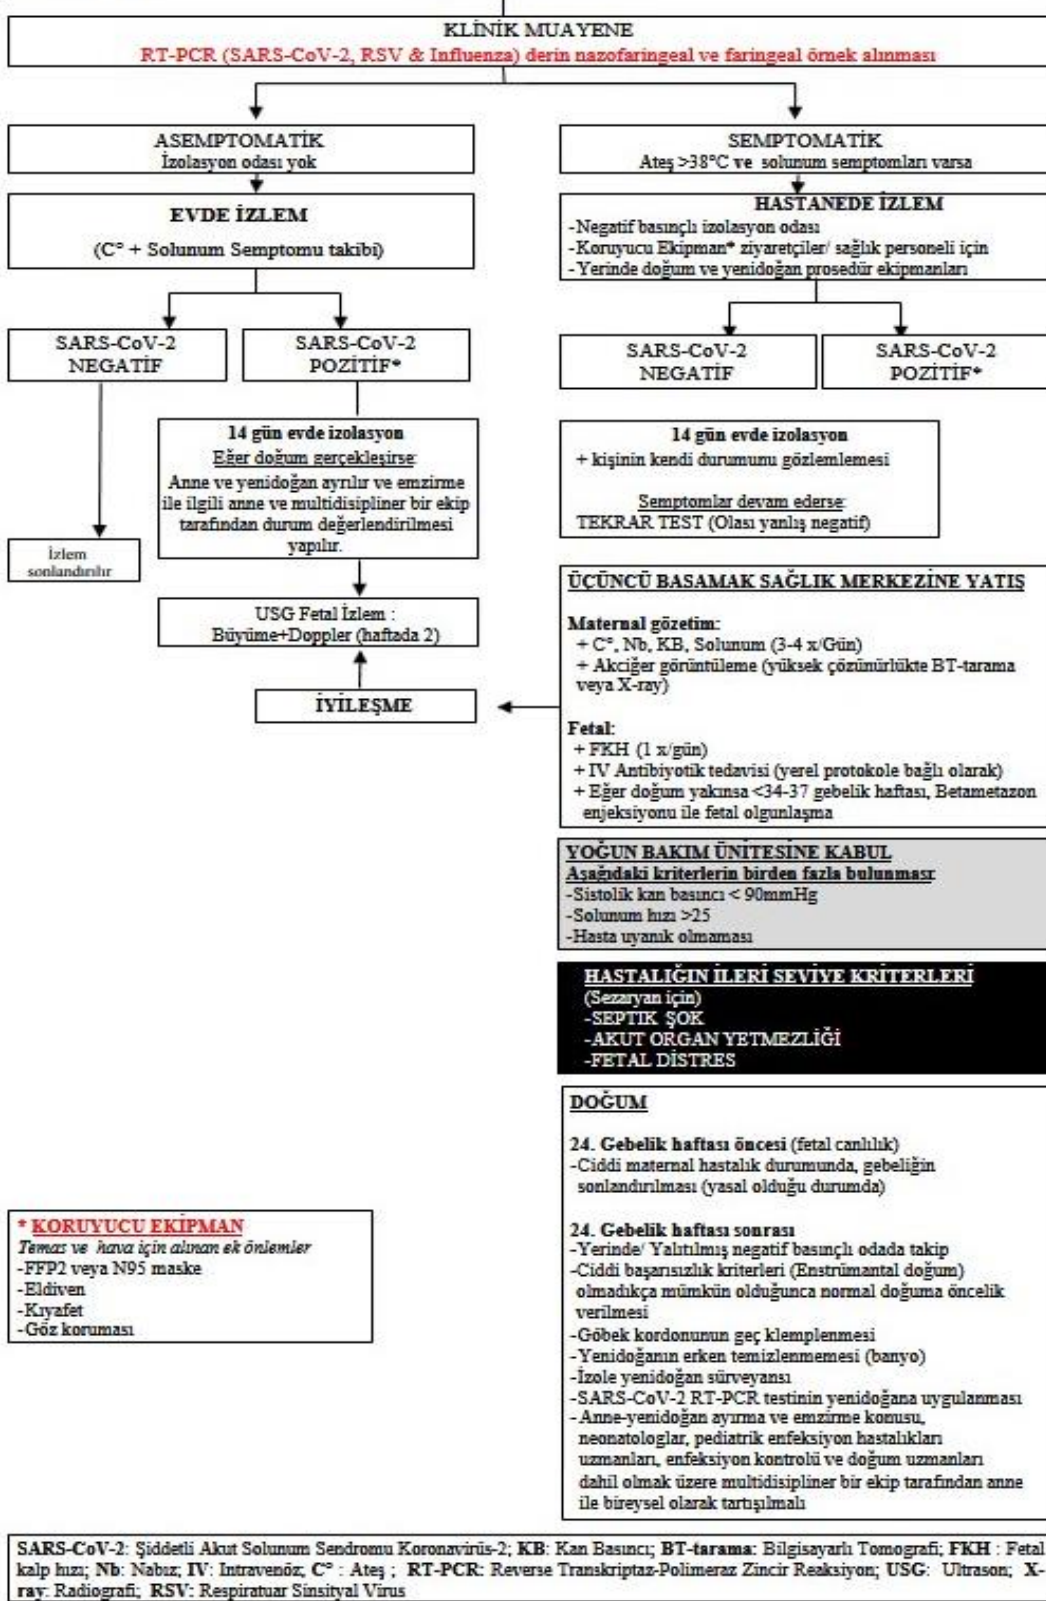 KLİNİK MUAYENE
RT-PCR (SARS-CoV-2, RSV & Influenza) derin nazofaringeal ve faringeal örnek alınması
ASEMPTOMATİK
İzolasyon odası yok
SEMPTOMATİK
Ateş >38°C ve solunum semptomları varsa
EVDE İZLEM
(C° + Solunum Semptomu takibi)
HASTANEDE İZLEM
-Negatif basınçlı izolasyon odası
-Koruyucu Ekipman* ziyaretçiler/ sağlık personeli için
-Yerinde doğum ve yenidoğan prosedür ekipmanları
SARS-CoV-2
NEGATİF
SARS-CoV-2
POZİTİF*
SARS-CoV-2
NEGATİF
SARS-CoV-2
POZİTİF*
14 gün evde izolasyon
Eğer doğum gerçekleşirse:
Anne ve yenidoğan ayrılır ve emzirme
ile ilgili anne ve multidisipliner bir ekip
tarafından durum değerlendirilmesi
yapılır.
14 gün evde izolasyon
+ kişinin kendi durumunu gözlemlemesi
Semptomlar devam ederse:
TEKRAR TEST (Olası yanlış negatif)
İzlem
sonlandırılır
USG Fetal İzlem :
Büyüme+Doppler (haftada 2)
İYİLEŞME
ÜÇÜNCÜ BASAMAK SAĞLIK MERKEZİNE YATIŞ
Maternal gözetim:
+ C°, Nb, KB, Solunum (3-4 x/Gün)
+ Akciğer görüntüleme (yüksek çözünürlükte BT-tarama
veya X-ray)
Fetal:
+ FKH (1 x/gün)
+ IV Antibiyotik tedavisi (yerel protokole bağlı olarak)
+ Eğer doğum yakınsa <34-37 gebelik haftası, Betametazon
enjeksiyonu ile fetal olgunlaşma
YOĞUN BAKIM ÜNİTESİNE KABUL
Aşağıdaki kriterlerin birden fazla bulunması:
-Sistolik kan basıncı < 90mmHg
-Solunum hızı >25
-Hasta uyanık olmaması
HASTALIĞIN İLERİ SEVİYE KRİTERLERİ
(Sezaryan için)
-SEPTIK ŞOK
-AKUT ORGAN YETMEZLİĞİ
-FETAL DİSTRES
DOĞUM
24. Gebelik haftası öncesi (fetal canlılık)
-Ciddi maternal hastalık durumunda, gebeliğin
sonlandırılması (yasal olduğu durumda)
24. Gebelik haftası sonrası
-Yerinde/ Yalıtılmış negatif basınçlı odada takip
-Ciddi başarısızlık kriterleri (Enstrümantal doğum)
olmadıkça mümkün olduğunca normal doğuma öncelik
verilmesi
-Göbek kordonunun geç klemplenmesi
-Yenidoğanın erken temizlenmemesi (banyo)
-İzole yenidoğan sürveyansı
-SARS-CoV-2 RT-PCR testinin yenidoğana uygulanması
-Anne-yenidoğan ayırma ve emzirme konusu,
neonatologlar, pediatrik enfeksiyon hastalıkları
uzmanları, enfeksiyon kontrolü ve doğum uzmanları
dahil olmak üzere multidisipliner bir ekip tarafından anne
ile bireysel olarak tartışılmalı
* KORUYUCU EKİPMAN
Temas ve hava için alınan ek önlemler
-FFP2 veya N95 maske
-Eldiven
-Kıyafet
-Göz koruması
SARS-CoV-2: Şiddetli Akut Solunum Sendromu Koronavirüs-2; KB: Kan Basıncı; BT-tarama: Bilgisayarlı Tomografi; FKH : Fetal
kalp hızı; Nb: Nabız; IV: Intravenöz; C° : Ateş ; RT-PCR: Reverse Transkriptaz-Polimeraz Zincir Reaksiyon; USG: Ultrason; X-
ray: Radiografi; RSV: Respiratuar Sinsityal Virus